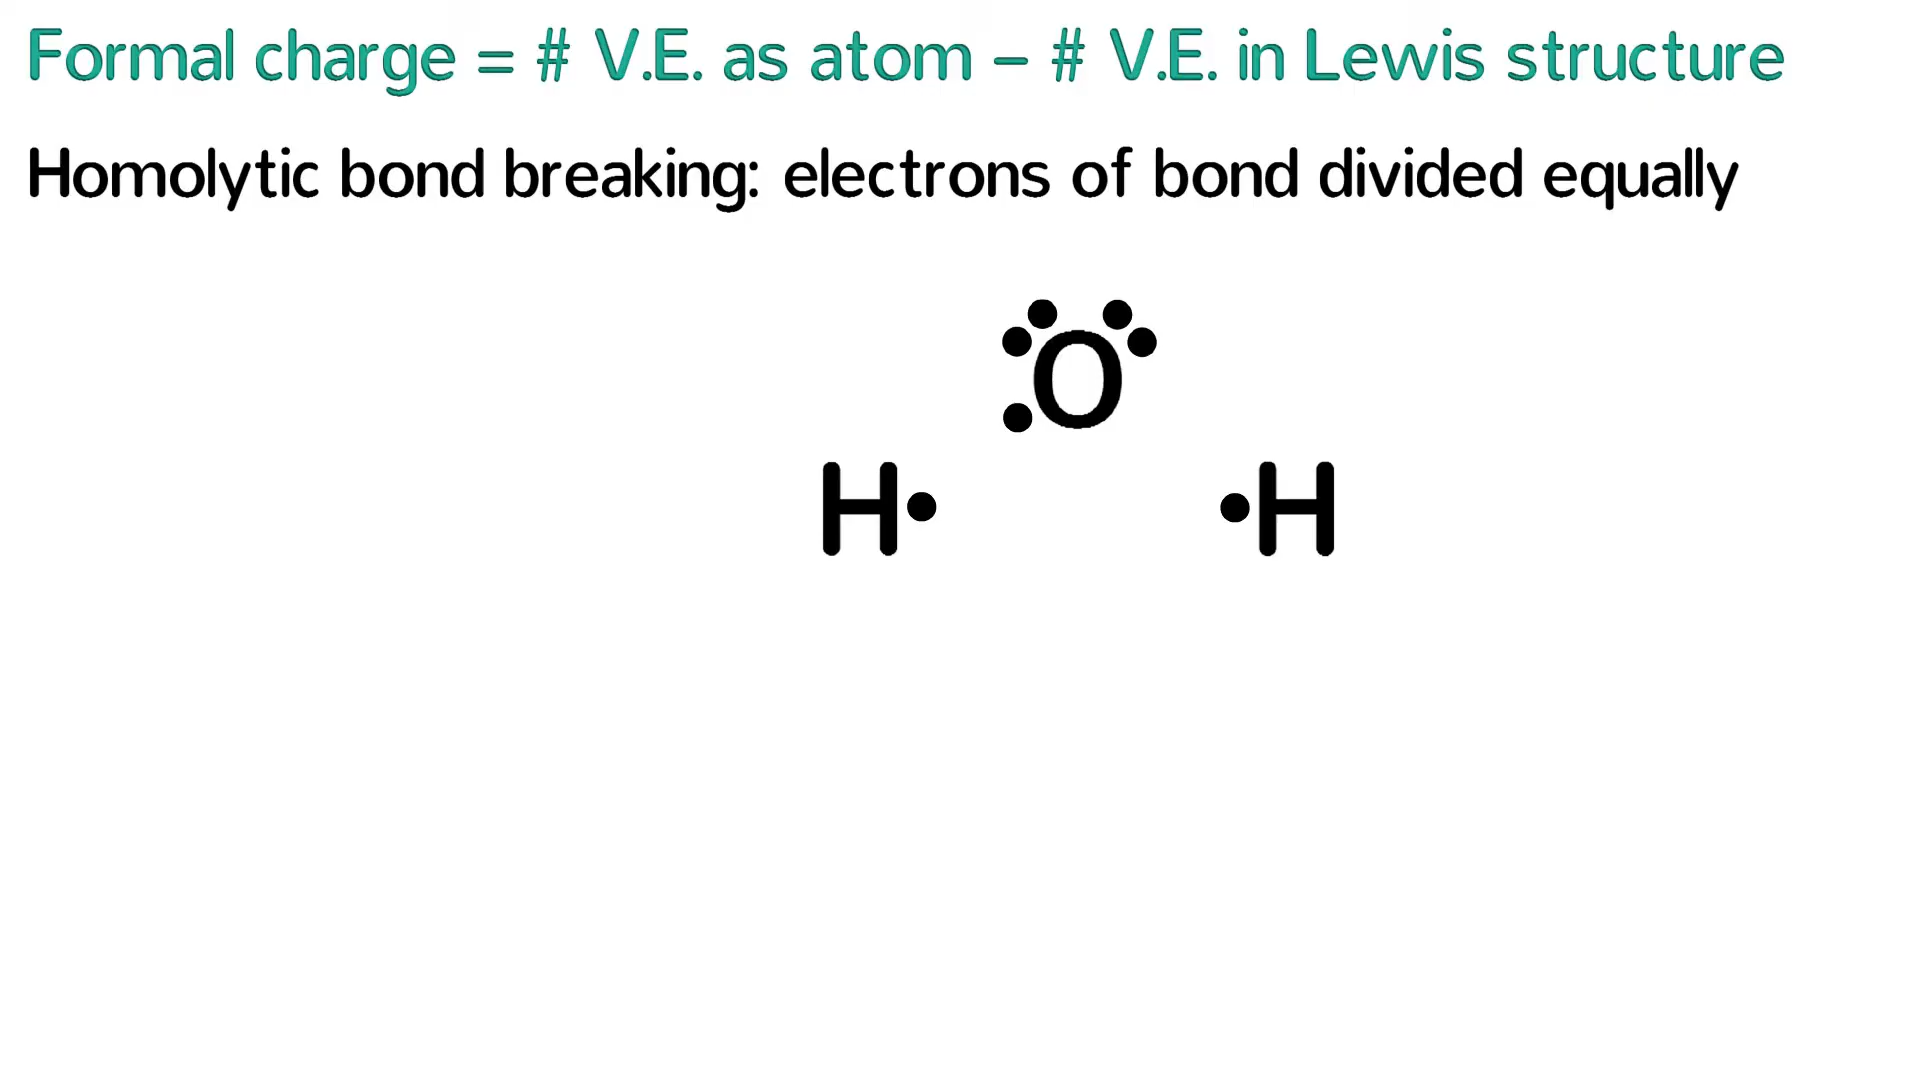 Formal charge = # V.E. as atom – # V.E. in Lewis structure
Homolytic bond breaking: electrons of bond divided equally
O
H• •H